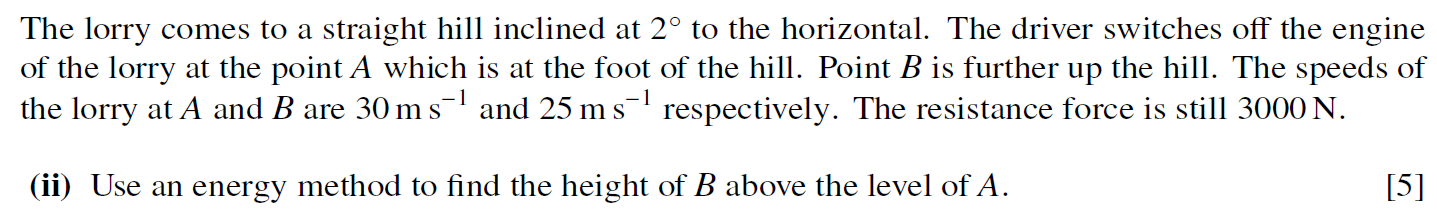 The lorry comes to a straight hill inclined at 2° to the horizontal. The driver switches off the engine
of the lorry at the point A which is at the foot of the hill. Point B is further up the hill. The speeds of
the lorry at A and B are 30 m s⁻¹ and 25 m s⁻¹ respectively. The resistance force is still 3000 N.
(ii) Use an energy method to find the height of B above the level of A. [5]